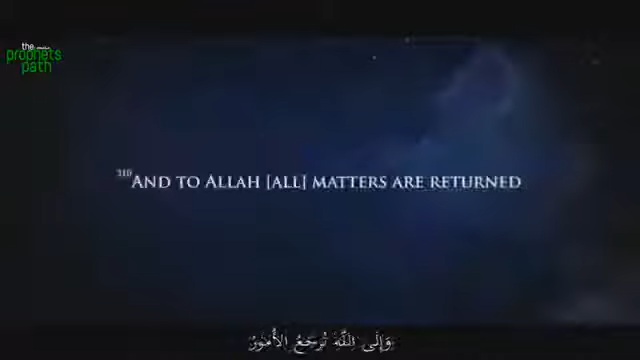 the
prophets
path
210 AND TO ALLAH [ALL] MATTERS ARE RETURNED
وَإِلَى اللَّهِ تُرْجَعُ الْأُمُورُ